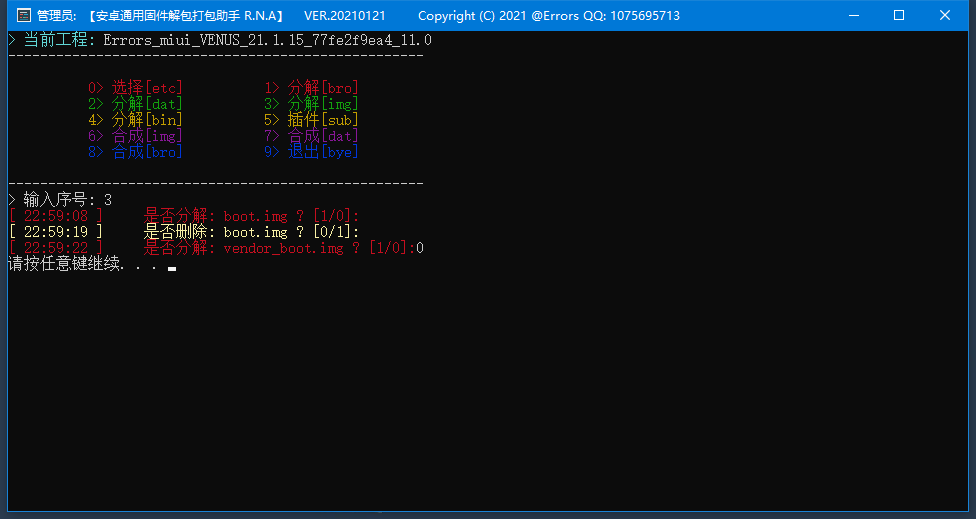 管理员: 【安卓通用固件解包打包助手 R.N.A】 VER.20210121 Copyright (C) 2021 @Errors QQ: 1075695713
> 当前工程: Errors_miui_VENUS_21.1.15_77fe2f9ea4_11.0
----------------------------------------------------
0> 选择[etc] 1> 分解[bro]
2> 分解[dat] 3> 分解[img]
4> 分解[bin] 5> 插件[sub]
6> 合成[img] 7> 合成[dat]
8> 合成[bro] 9> 退出[bye]
----------------------------------------------------
> 输入序号: 3
[ 22:59:08 ] 是否分解: boot.img ? [1/0]:
[ 22:59:19 ] 是否删除: boot.img ? [0/1]:
[ 22:59:22 ] 是否分解: vendor_boot.img ? [1/0]:0
请按任意键继续. . .